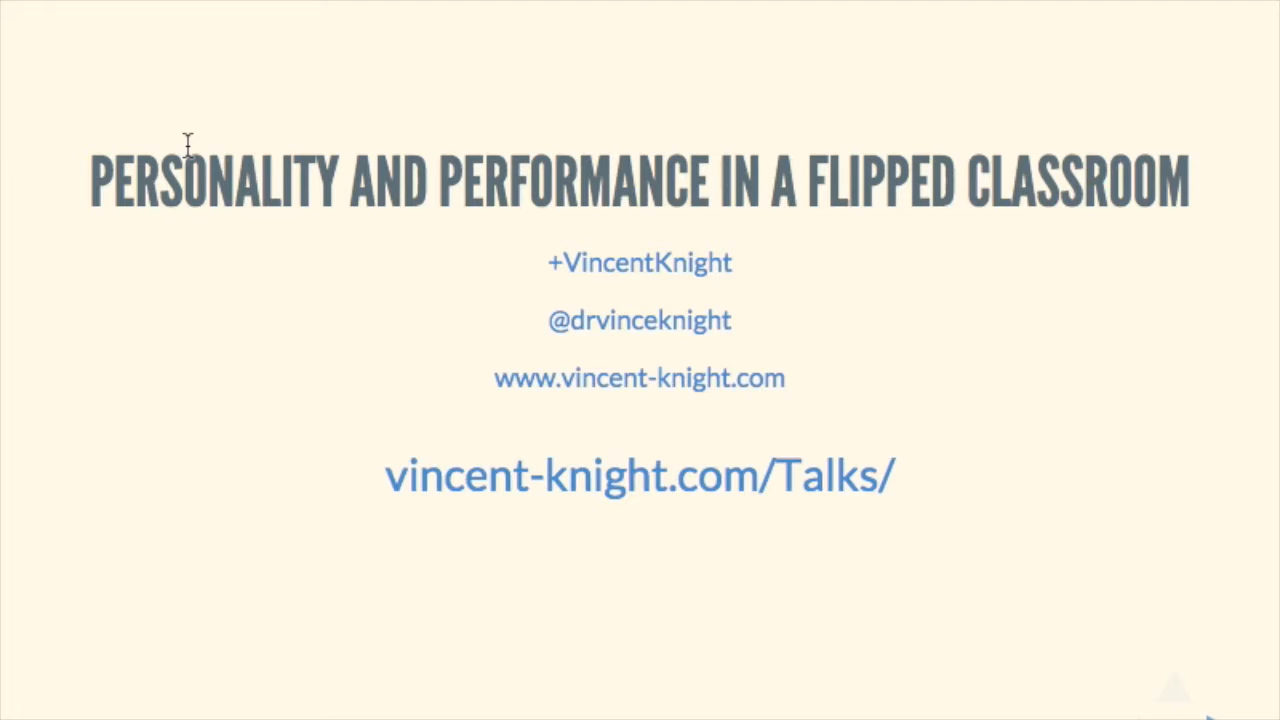 PERSONALITY AND PERFORMANCE IN A FLIPPED CLASSROOM
+VincentKnight
@drvinceknight
www.vincent-knight.com
vincent-knight.com/Talks/